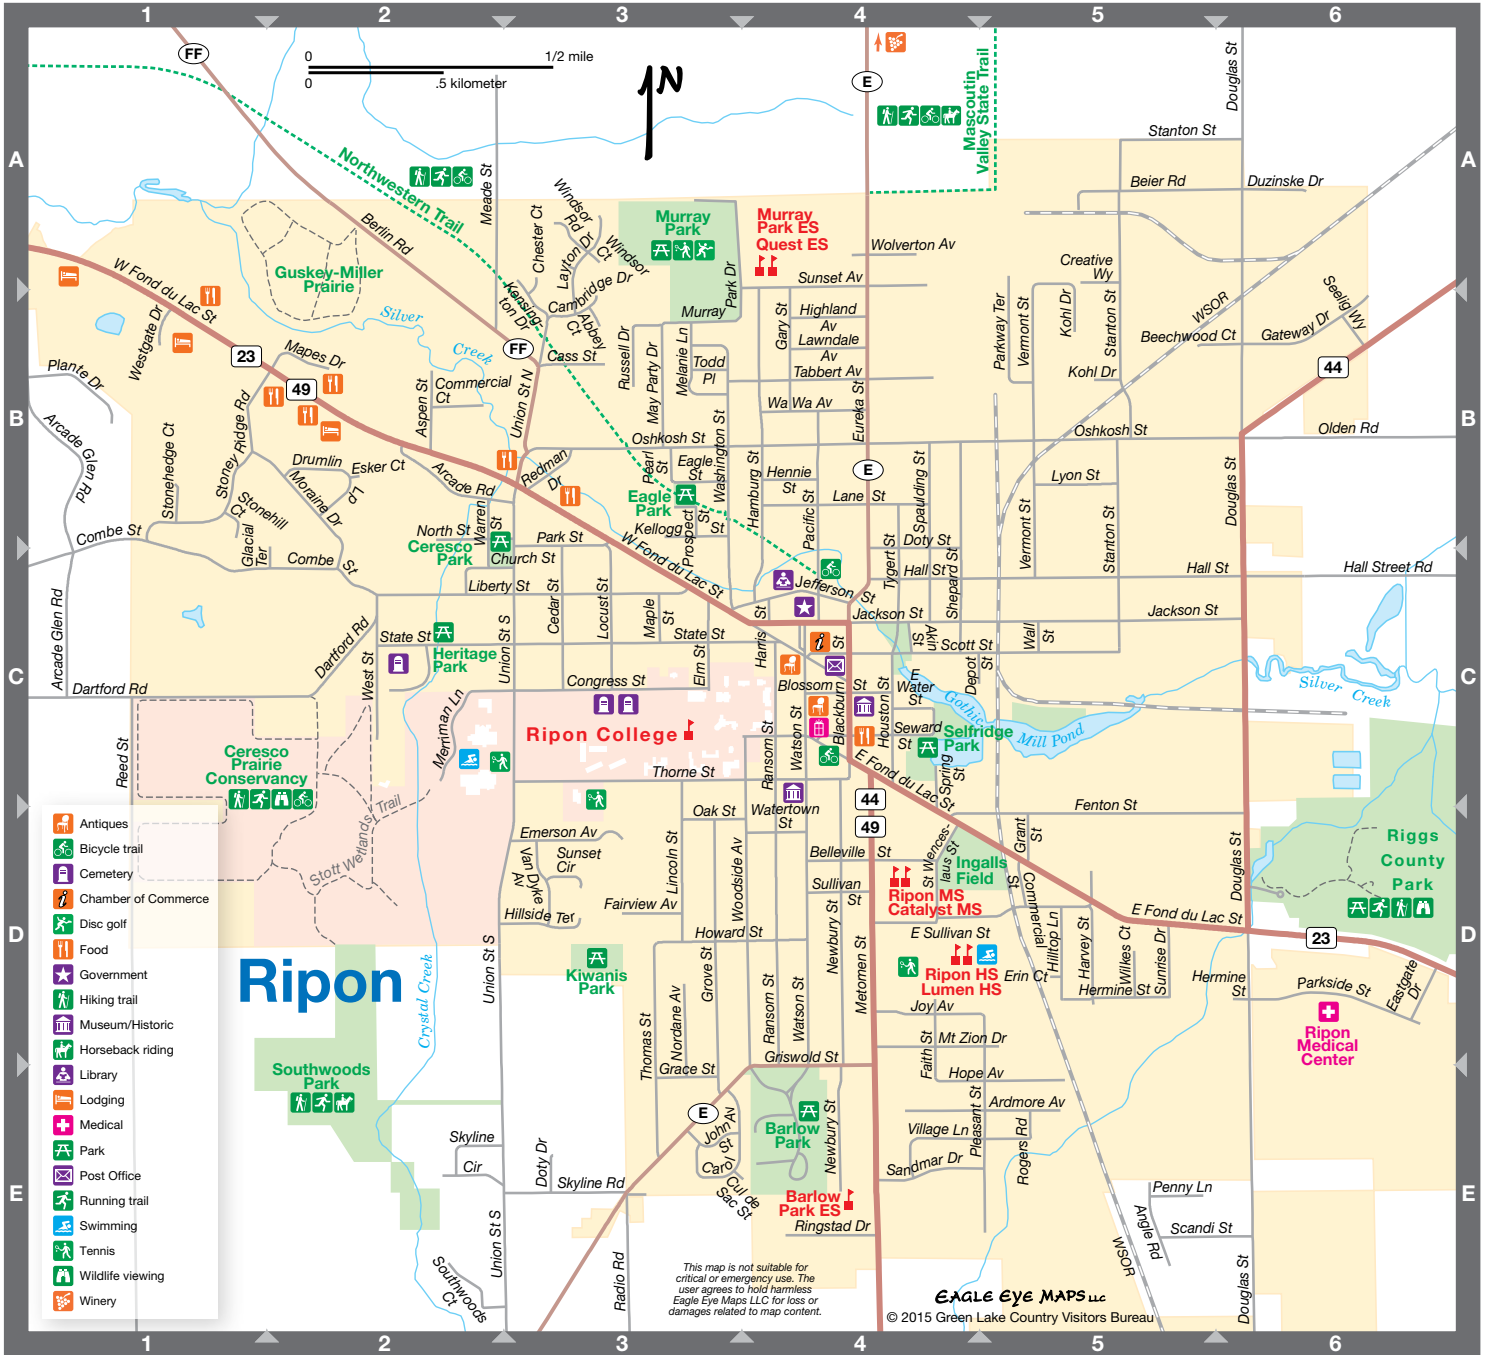 1 2 3 4 5 6
FF
0 1/2 mile
0 .5 kilometer
N
E
Mascoutin
Valley State Trail
Douglas St
Stanton St
A
A
Northwestern Trail
Meade St
Beier Rd
Duzinske Dr
Berlin Rd
Chester Ct
Windsor
Rd
Layton Dr
Windsor
Ct
Murray
Park
Murray
Park ES
Quest ES
Wolverton Av
W Fond du Lac St
Guskey-Miller
Prairie
Kensing-
ton Dr
Cambridge Dr
Abbey
Ct
Park Dr
Murray
Sunset Av
Creative
Wy
Seelig Wy
Westgate Dr
Silver
Creek
Gary St
Highland
Av
Lawndale
Av
Parkway Ter
Vermont St
Kohl Dr
Stanton St
WSOR
Beechwood Ct
Gateway Dr
23
Mapes Dr
FF
Cass St
Russell Dr
May Party Dr
Melanie Ln
Todd
Pl
Tabbert Av
Kohl Dr
44
Plante Dr
49
Aspen St
Commercial
Ct
Union St N
Wa Wa Av
Eureka St
B
B
Arcade Glen Rd
Stonehedge Ct
Stoney Ridge Rd
Oshkosh St
Washington St
Oshkosh St
Olden Rd
Drumlin
Lp
Esker Ct
Moraine Dr
Arcade Rd
Redman
Dr
Pearl
St
Eagle
St
Hamburg St
Hennie
St
E
Spaulding St
Lyon St
Douglas St
Stonehill
Ct
Warren
St
Eagle
Park
Pacific St
Lane St
Vermont St
Stanton St
Combe St
Glacial
Ter
Combe St
North St
Ceresco
Park
Park St
Church St
Kellogg St
Prospect
St
W Fond du Lac St
Tygert St
Doty St
Hall St
Shepard St
Hall St
Hall Street Rd
Liberty St
Jefferson St
Arcade Glen Rd
Cedar St
Locust St
Maple
St
Harris St
Jackson St
Jackson St
Dartford Rd
State St
Heritage
Park
Union St S
State St
Elm St
St
Akin
St
Scott St
Wall
St
C
C
Dartford Rd
West St
Congress St
Blossom St
E
Water
St
Depot
St
Silver Creek
Merriman Ln
Ripon College
Ransom St
Watson St
Blackburn
Houston St
Seward
St
Gothic
Mill Pond
Selfridge
Park
Reed St
Ceresco
Prairie
Conservancy
Thorne St
E Fond du Lac St
Spring
St
Stott Wetlands Trail
44
49
Oak St
Watertown
St
Fenton St
Antiques
Bicycle trail
Cemetery
Chamber of Commerce
Disc golf
Food
Government
Hiking trail
Museum/Historic
Horseback riding
Library
Lodging
Medical
Park
Post Office
Running trail
Swimming
Tennis
Wildlife viewing
Winery
Emerson Av
Van Dyke
Av
Sunset
Cir
Lincoln St
Woodside Av
Belleville St
St Wences-
laus St
Ingalls
Field
Grant
St
Douglas St
Riggs
County
Park
Hillside Ter
Fairview Av
Sullivan
St
Ripon MS
Catalyst MS
Commercial
St
E Fond du Lac St
D
D
Howard St
Newbury St
Metomen St
E Sullivan St
Hilltop Ln
Harvey St
Wilkes Ct
Sunrise Dr
23
Ripon
Crystal Creek
Union St S
Kiwanis
Park
Grove St
Ransom St
Watson St
Ripon HS
Lumen HS
Erin Ct
Hermine St
Hermine
St
Parkside St
Eastgate
Dr
Nordane Av
Thomas St
Joy Av
Faith St
Mt Zion Dr
Ripon
Medical
Center
Southwoods
Park
Grace St
Griswold St
Hope Av
E
John Av
St
Carol
Cul de
Sac St
Barlow
Park
Newbury St
Pleasant St
Ardmore Av
Village Ln
Rogers Rd
Sandmar Dr
Skyline
Cir
Doty Dr
Skyline Rd
E
E
Barlow
Park ES
Ringstad Dr
Penny Ln
Angle Rd
Scandi St
Union St S
Southwoods
Ct
Radio Rd
WSOR
Douglas St
This map is not suitable for
critical or emergency use. The
user agrees to hold harmless
Eagle Eye Maps LLC for loss or
damages related to map content.
EAGLE EYE MAPS LLC
© 2015 Green Lake Country Visitors Bureau
1 2 3 4 5 6